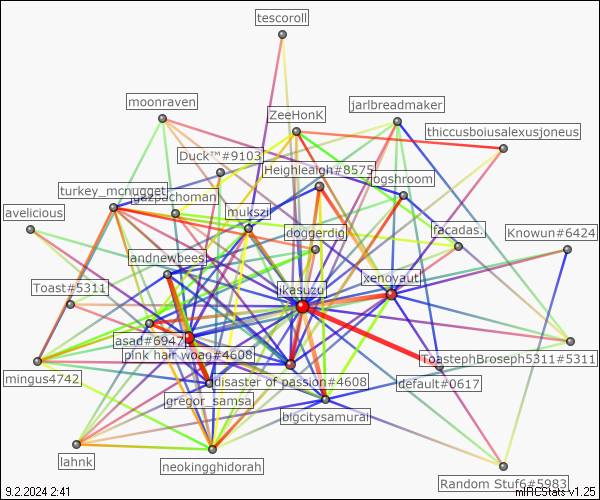 tescoroll
moonraven
jarlbreadmaker
ZeeHonK
thiccusboiusalexusjoneus
Duck™#9103
Heighleaigh#8575
ogshroom
turkey_mcnugget
gazpachoman
avelicious
mukszi
doggerdig
facadas.
Knowun#6424
andnewbees
xenoyaut
Toast#5311
ikasuzu
asad#6947
pink hair woag#4608
ToastephBroseph5311#5311
mingus4742
disaster of passion#4608
default#0617
gregor_samsa
bigcitysamurai
lahnk
neokingghidorah
Random Stuf6#5983
9.2.2024 2:41
mIRCStats v1.25